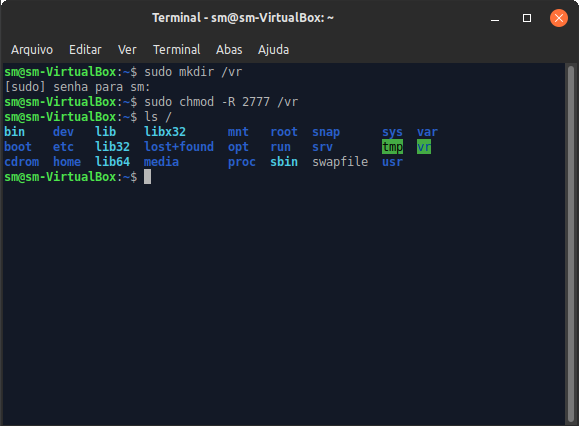 Terminal - sm@sm-VirtualBox: ~
Arquivo Editar Ver Terminal Abas Ajuda
sm@sm-VirtualBox:~$ sudo mkdir /vr
[sudo] senha para sm:
sm@sm-VirtualBox:~$ sudo chmod -R 2777 /vr
sm@sm-VirtualBox:~$ ls /
bin dev lib libx32 mnt root snap sys var
boot etc lib32 lost+found opt run srv tmp vr
cdrom home lib64 media proc sbin swapfile usr
sm@sm-VirtualBox:~$